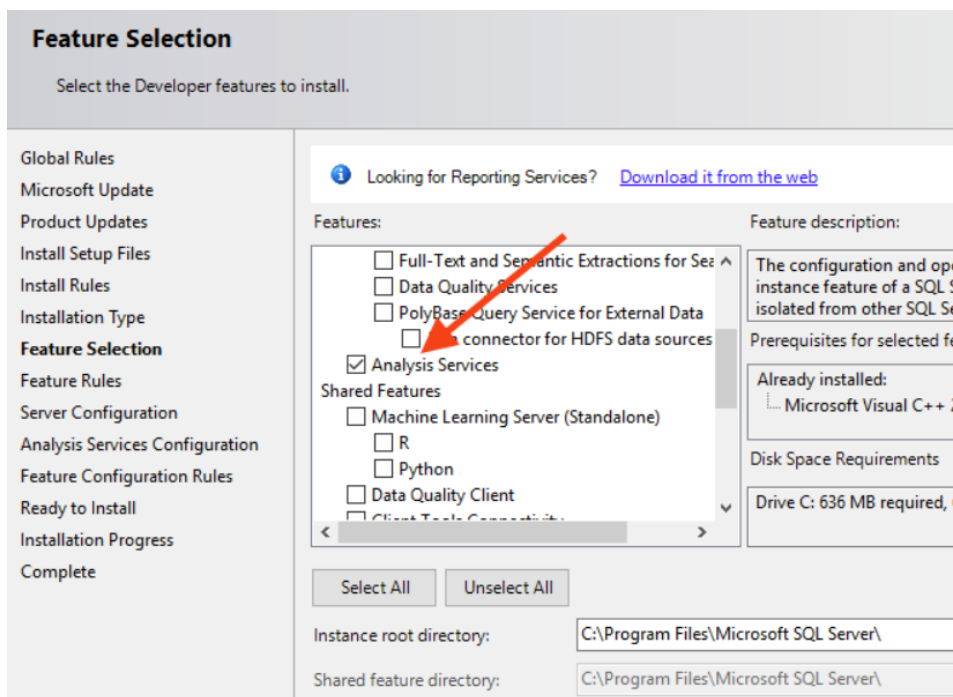 Feature Selection
Select the Developer features to install.
Global Rules
Microsoft Update
Product Updates
Install Setup Files
Install Rules
Installation Type
Feature Selection
Feature Rules
Server Configuration
Analysis Services Configuration
Feature Configuration Rules
Ready to Install
Installation Progress
Complete
Looking for Reporting Services? Download it from the web
Features:
Full-Text and Semantic Extractions for Sea
Data Quality Services
PolyBase Query Service for External Data
connector for HDFS data sources
Analysis Services
Shared Features
Machine Learning Server (Standalone)
R
Python
Data Quality Client
Client Tools Connectivity
Feature description:
The configuration and ope
instance feature of a SQL S
isolated from other SQL Se
Prerequisites for selected fe
Already installed:
Microsoft Visual C++ 2
Disk Space Requirements
Drive C: 636 MB required,
Select All
Unselect All
Instance root directory:
C:\Program Files\Microsoft SQL Server\
Shared feature directory:
C:\Program Files\Microsoft SQL Server\